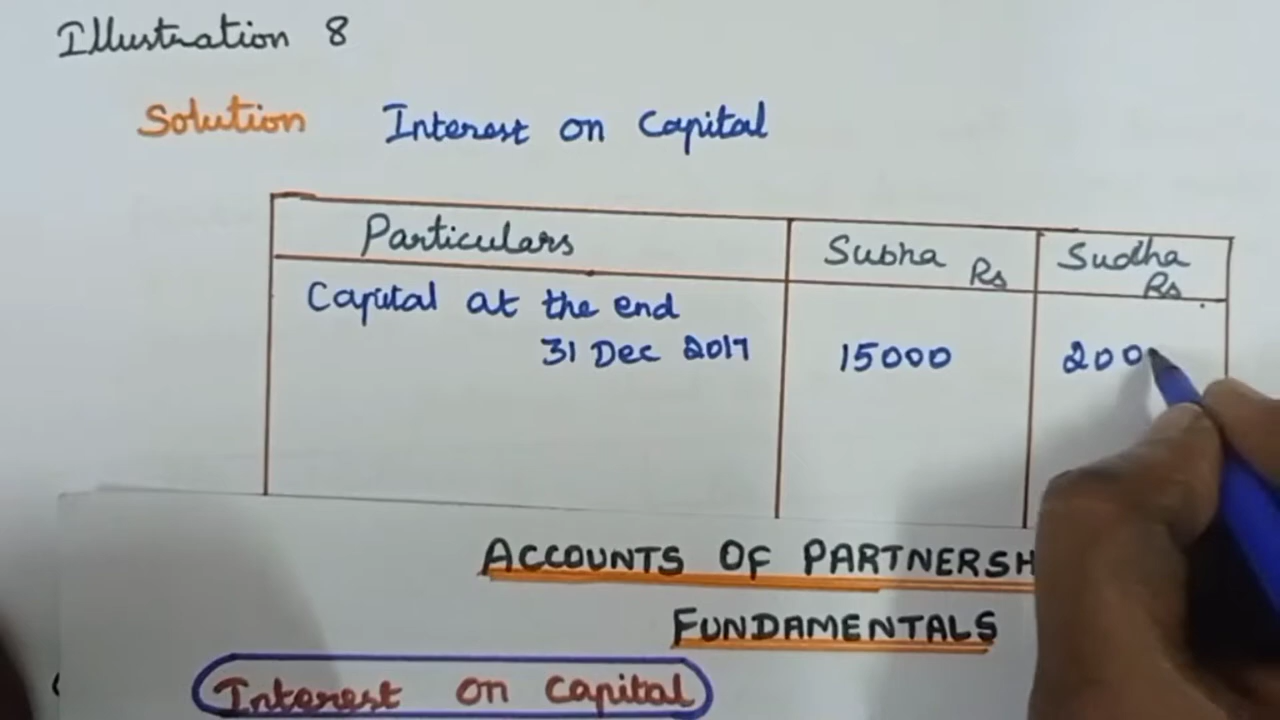 Illustration 8
Solution Interest on Capital
Particulars Subha Rs Sudha Rs
Capital at the end
31 Dec 2017 15000 200
ACCOUNTS OF PARTNERSH
FUNDAMENTALS
Interest on Capital